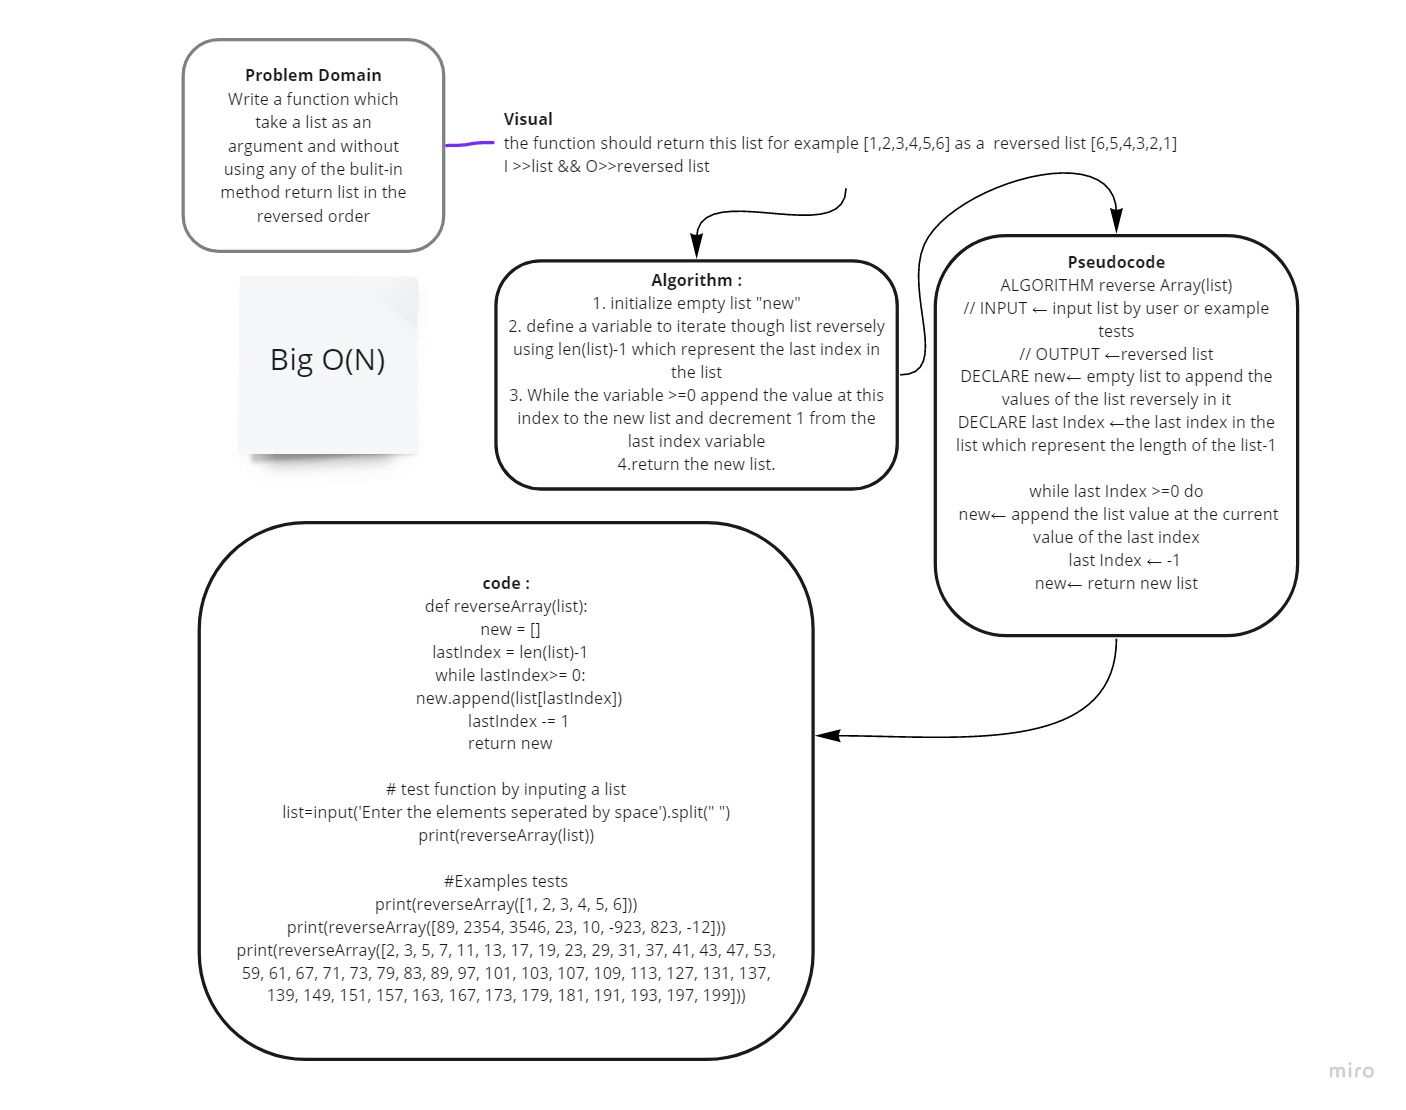 Problem Domain
Write a function which
take a list as an
argument and without
using any of the bulit-in
method return list in the
reversed order
Visual
the function should return this list for example [1,2,3,4,5,6] as a  reversed list [6,5,4,3,2,1]
I >>list && O>>reversed list
Big O(N)
Algorithm :
1. initialize empty list "new"
2. define a variable to iterate though list reversely
using len(list)-1 which represent the last index in
the list
3. While the variable >=0 append the value at this
index to the new list and decrement 1 from the
last index variable
4.return the new list.
Pseudocode
ALGORITHM reverse Array(list)
// INPUT ← input list by user or example
tests
// OUTPUT ←reversed list
DECLARE new← empty list to append the
values of the list reversely in it
DECLARE last Index ←the last index in the
list which represent the length of the list-1
while last Index >=0 do
new← append the list value at the current
value of the last index
last Index ← -1
new← return new list
code :
def reverseArray(list):
new = []
lastIndex = len(list)-1
while lastIndex>= 0:
new.append(list[lastIndex])
lastIndex -= 1
return new
# test function by inputing a list
list=input('Enter the elements seperated by space').split(" ")
print(reverseArray(list))
#Examples tests
print(reverseArray([1, 2, 3, 4, 5, 6]))
print(reverseArray([89, 2354, 3546, 23, 10, -923, 823, -12]))
print(reverseArray([2, 3, 5, 7, 11, 13, 17, 19, 23, 29, 31, 37, 41, 43, 47, 53,
59, 61, 67, 71, 73, 79, 83, 89, 97, 101, 103, 107, 109, 113, 127, 131, 137,
139, 149, 151, 157, 163, 167, 173, 179, 181, 191, 193, 197, 199]))
miro